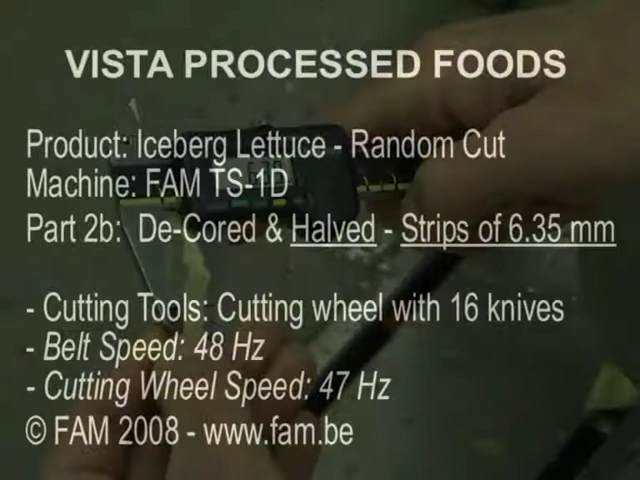 VISTA PROCESSED FOODS
Product: Iceberg Lettuce - Random Cut
Machine: FAM TS-1D
Part 2b: De-Cored & Halved - Strips of 6.35 mm
- Cutting Tools: Cutting wheel with 16 knives
- Belt Speed: 48 Hz
- Cutting Wheel Speed: 47 Hz
© FAM 2008 - www.fam.be